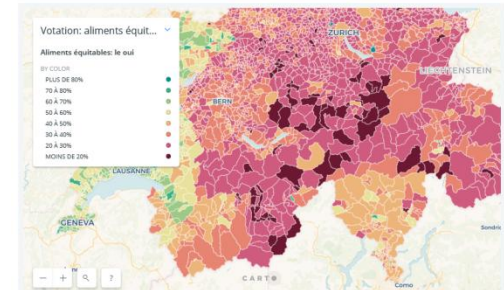 Votation: aliments équit...
Aliments équitables: le oui
BY COLOR
PLUS DE 80%
70 À 80%
60 À 70%
50 À 60%
40 À 50%
30 À 40%
20 À 30%
MOINS DE 20%
ZURICH
LIECHTENSTEIN
BERN
LAUSANNE
GENEVA
Sondrio
CARTO
Como
− + ?